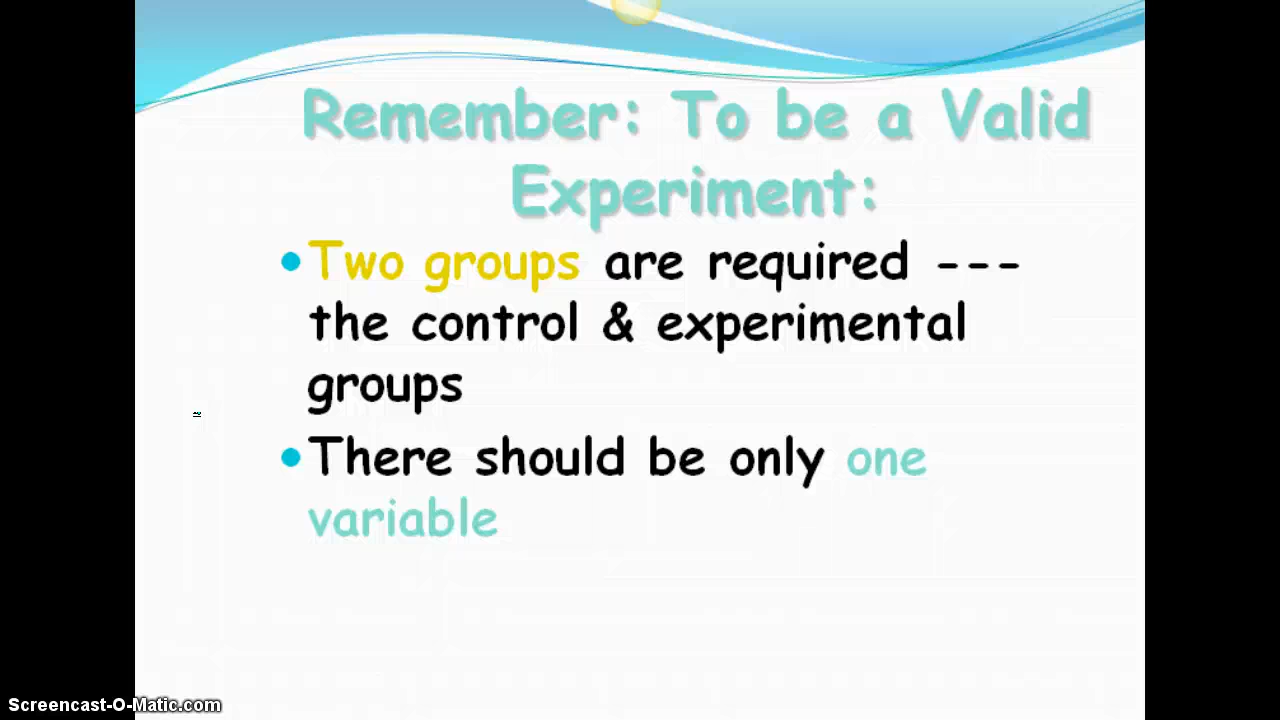 Remember: To be a Valid
Experiment:
•Two groups are required ---
the control & experimental
groups
•There should be only one
variable
Screencast-O-Matic.com